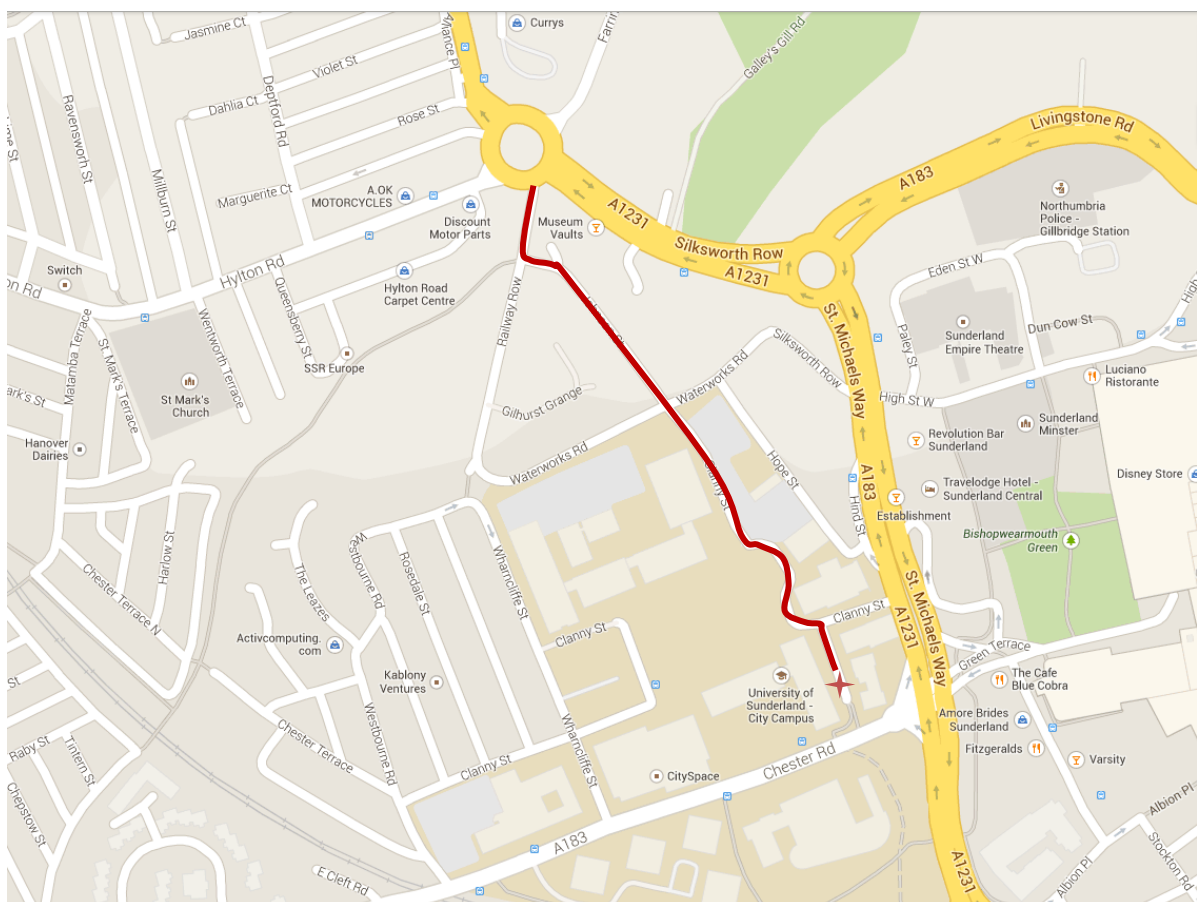 Jasmine Ct
Currys
Violet St
Deptford Rd
Dahlia Ct
Rose St
Galley's Gill Rd
Ravensworth St
Millburn St
Marguerite Ct
A.OK
MOTORCYCLES
Discount
Motor Parts
Museum
Vaults
A1231
Silksworth Row
A1231
A183
Livingstone Rd
Northumbria
Police -
Gillbridge Station
Switch
Hylton Rd
Hylton Road
Carpet Centre
Railway Row
Eden St W
Dun Cow St
Paley St
Sunderland
Empire Theatre
Queensberry St
Wentworth Terrace
SSR Europe
Matamba Terrace
St. Mark's Terrace
St Mark's
Church
Silksworth Row
St. Michaels Way
High St W
Luciano
Ristorante
Waterworks Rd
Gilhurst Grange
Hanover
Dairies
Waterworks Rd
Revolution Bar
Sunderland
Sunderland
Minster
Disney Store
Hope St
Clanny St
A183
Hind St
Travelodge Hotel -
Sunderland Central
Establishment
Bishopwearmouth
Green
Harlow St
Chester Terrace N
The Leazes
Westbourne Rd
Rosedale St
Wharncliffe St
St. Michaels Way
A1231
Clanny St
Clanny St
Green Terrace
Activcomputing.
com
Kablony
Ventures
University of
Sunderland -
City Campus
The Cafe
Blue Cobra
Amore Brides
Sunderland
Fitzgeralds
Varsity
Westbourne Rd
Chester Terrace
Wharncliffe St
Clanny St
CitySpace
Chester Rd
Raby St
Tintern St
Chepstow St
A183
E Cleft Rd
A1231
Albion Pl
Albion Pl
Stockton Rd